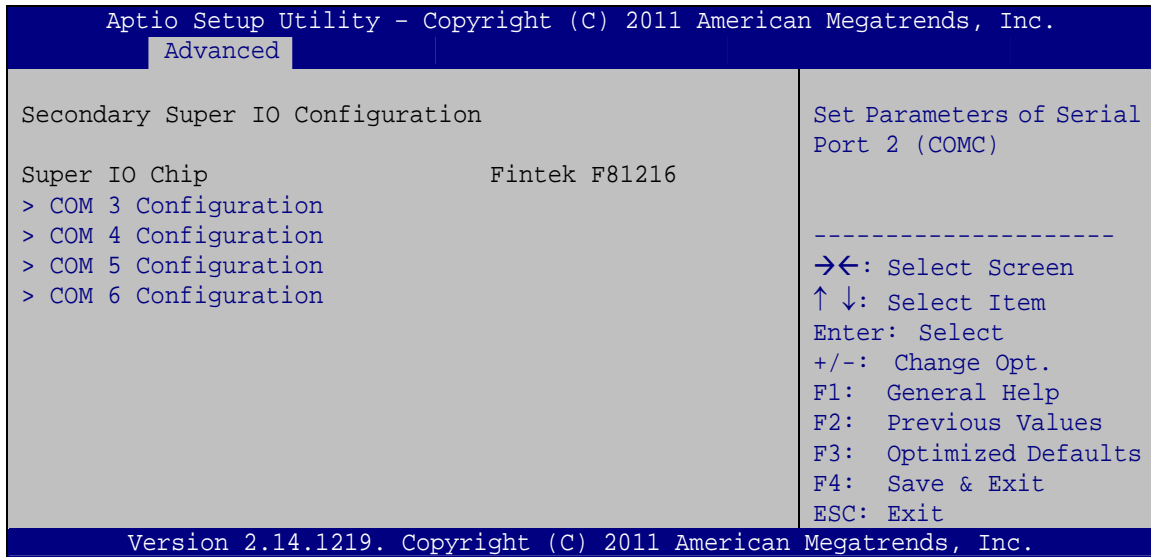 Aptio Setup Utility – Copyright (C) 2011 American Megatrends, Inc.
Advanced
Secondary Super IO Configuration
Super IO Chip Fintek F81216
> COM 3 Configuration
> COM 4 Configuration
> COM 5 Configuration
> COM 6 Configuration
Set Parameters of Serial
Port 2 (COMC)
---------------------
→←: Select Screen
↑ ↓: Select Item
Enter: Select
+/-: Change Opt.
F1: General Help
F2: Previous Values
F3: Optimized Defaults
F4: Save & Exit
ESC: Exit
Version 2.14.1219. Copyright (C) 2011 American Megatrends, Inc.